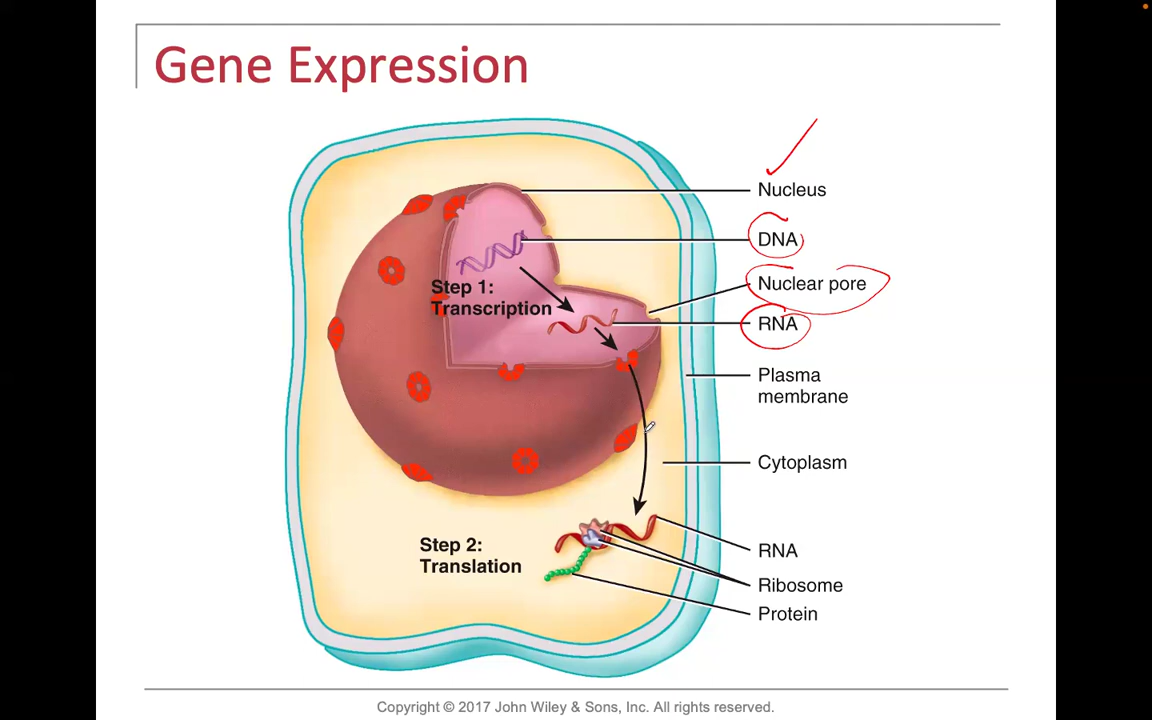 Gene Expression
Nucleus
DNA
Nuclear pore
RNA
Step 1:
Transcription
Plasma
membrane
Cytoplasm
Step 2:
Translation
RNA
Ribosome
Protein
Copyright © 2017 John Wiley & Sons, Inc. All rights reserved.